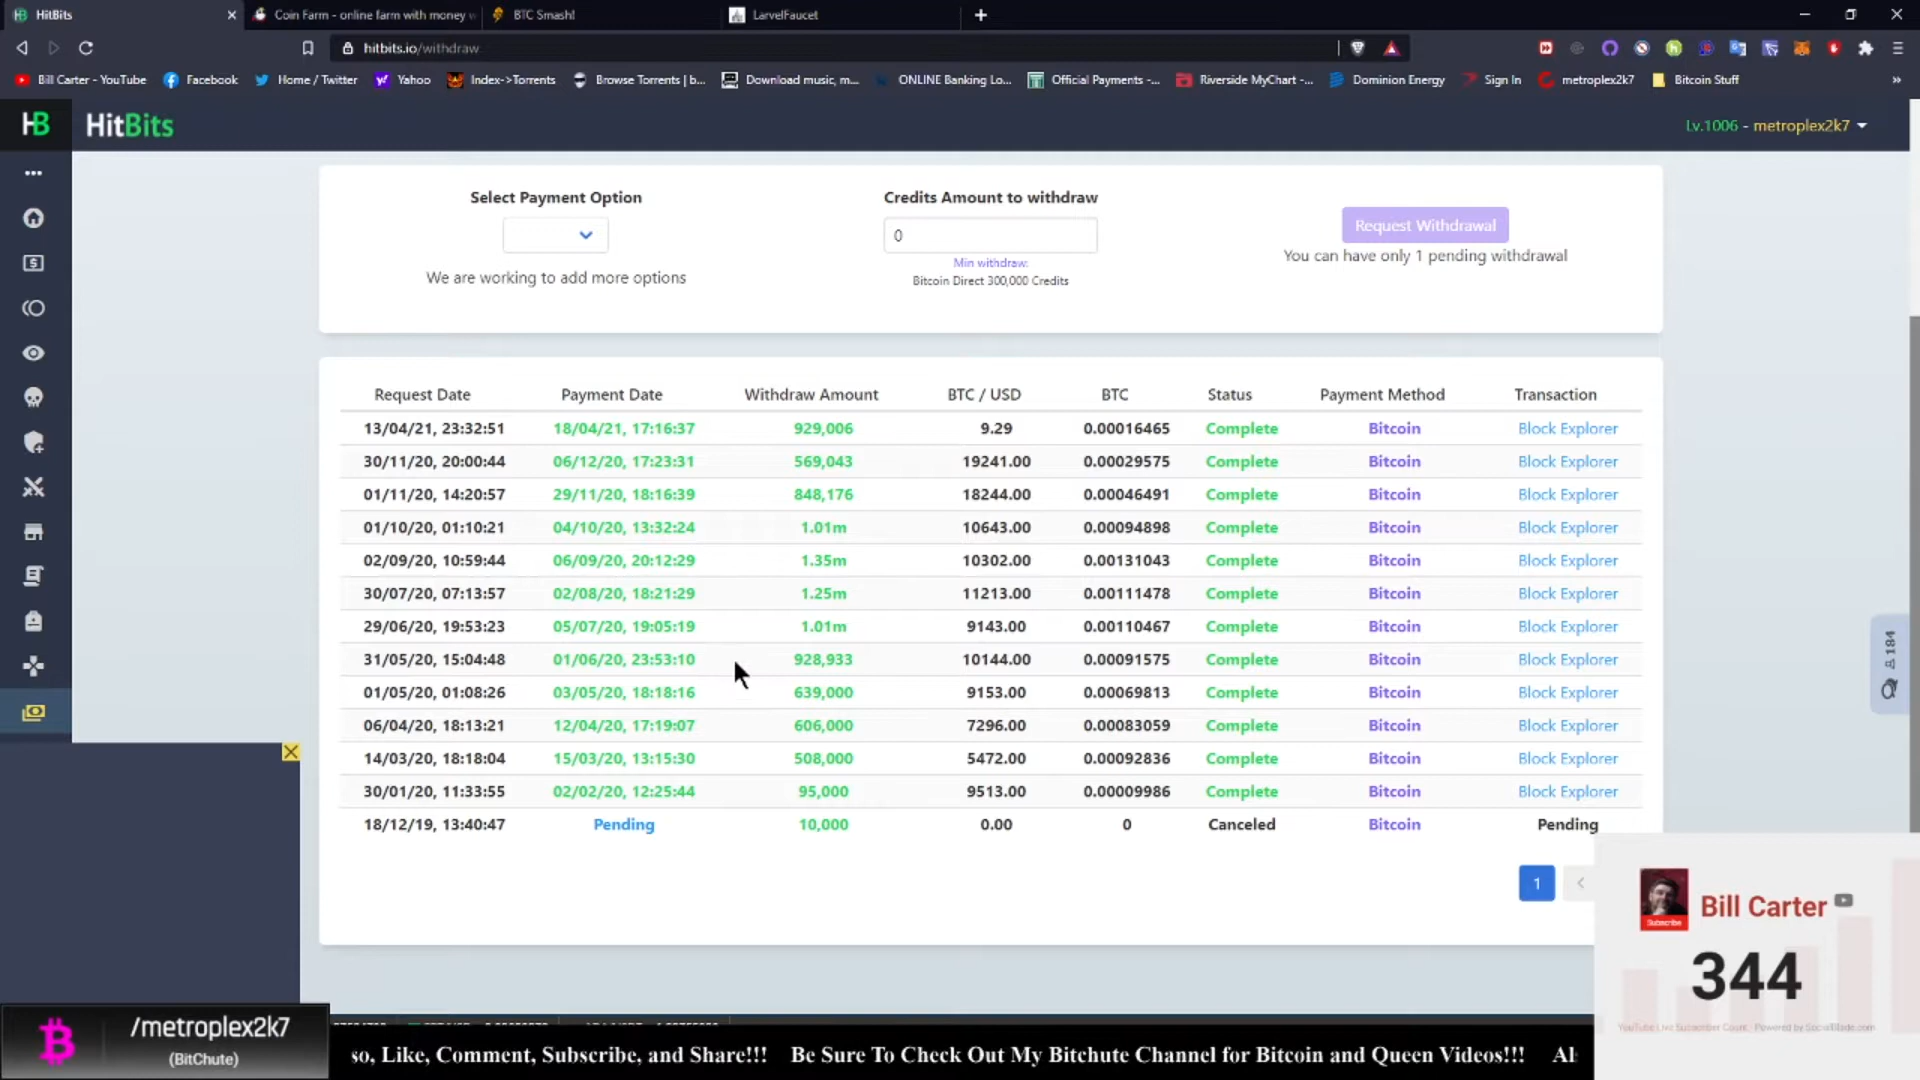 HitBits
Coin Farm - online farm with money w
BTC Smash!
LarvelFaucet
hitbits.io/withdraw
Bill Carter - YouTube
Facebook
Home / Twitter
Yahoo
Index->Torrents
Browse Torrents | b...
Download music, m...
ONLINE Banking Lo...
Official Payments -...
Riverside MyChart -...
Dominion Energy
Sign In
metroplex2k7
Bitcoin Stuff
»
HB HitBits
Lv.1006 - metroplex2k7
Select Payment Option
Credits Amount to withdraw
Request Withdrawal
0
We are working to add more options
Min withdraw:
Bitcoin Direct 300,000 Credits
You can have only 1 pending withdrawal
Request Date Payment Date Withdraw Amount BTC / USD BTC Status Payment Method Transaction
13/04/21, 23:32:51 18/04/21, 17:16:37 929,006 9.29 0.00016465 Complete Bitcoin Block Explorer
30/11/20, 20:00:44 06/12/20, 17:23:31 569,043 19241.00 0.00029575 Complete Bitcoin Block Explorer
01/11/20, 14:20:57 29/11/20, 18:16:39 848,176 18244.00 0.00046491 Complete Bitcoin Block Explorer
01/10/20, 01:10:21 04/10/20, 13:32:24 1.01m 10643.00 0.00094898 Complete Bitcoin Block Explorer
02/09/20, 10:59:44 06/09/20, 20:12:29 1.35m 10302.00 0.00131043 Complete Bitcoin Block Explorer
30/07/20, 07:13:57 02/08/20, 18:21:29 1.25m 11213.00 0.00111478 Complete Bitcoin Block Explorer
29/06/20, 19:53:23 05/07/20, 19:05:19 1.01m 9143.00 0.00110467 Complete Bitcoin Block Explorer
31/05/20, 15:04:48 01/06/20, 23:53:10 928,933 10144.00 0.00091575 Complete Bitcoin Block Explorer
01/05/20, 01:08:26 03/05/20, 18:18:16 639,000 9153.00 0.00069813 Complete Bitcoin Block Explorer
06/04/20, 18:13:21 12/04/20, 17:19:07 606,000 7296.00 0.00083059 Complete Bitcoin Block Explorer
14/03/20, 18:18:04 15/03/20, 13:15:30 508,000 5472.00 0.00092836 Complete Bitcoin Block Explorer
30/01/20, 11:33:55 02/02/20, 12:25:44 95,000 9513.00 0.00009986 Complete Bitcoin Block Explorer
18/12/19, 13:40:47 Pending 10,000 0.00 0 Canceled Bitcoin Pending
184
1
Bill Carter
Subscribe
344
YouTube Live Subscriber Count - Powered by SocialBlade.com
/metroplex2k7
(BitChute)
so, Like, Comment, Subscribe, and Share!!! Be Sure To Check Out My Bitchute Channel for Bitcoin and Queen Videos!!! Al